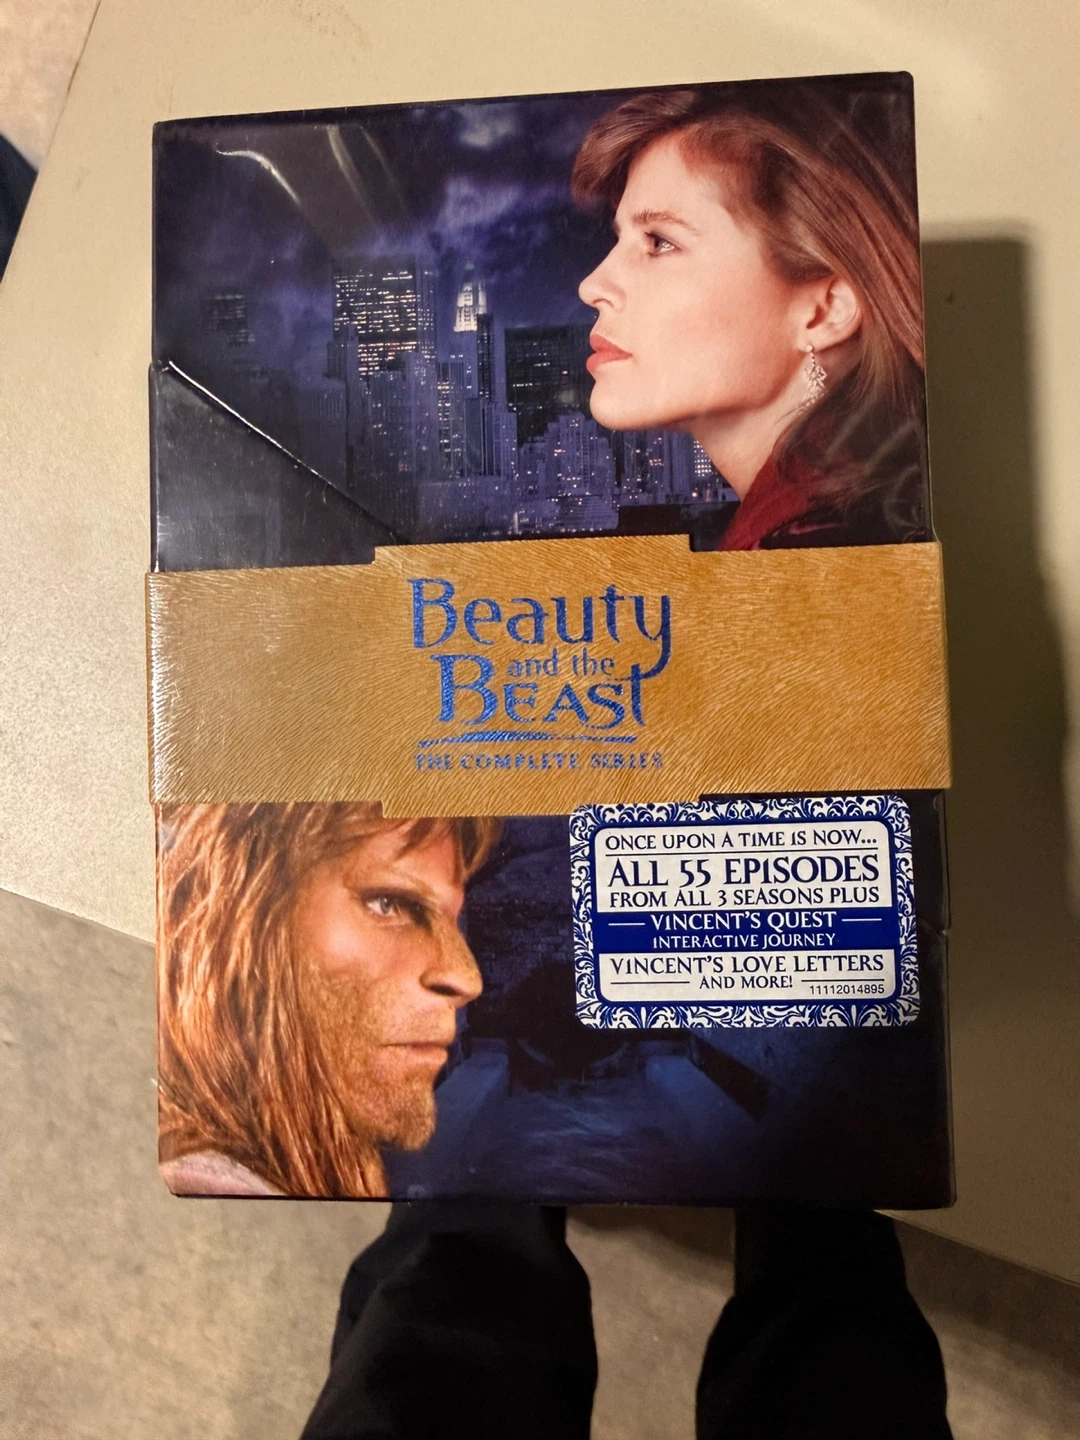 Beauty
and the
BEAST
THE COMPLETE SERIES
ONCE UPON A TIME IS NOW...
ALL 55 EPISODES
FROM ALL 3 SEASONS PLUS
VINCENT'S QUEST
INTERACTIVE JOURNEY
VINCENT'S LOVE LETTERS
AND MORE!
11112014895